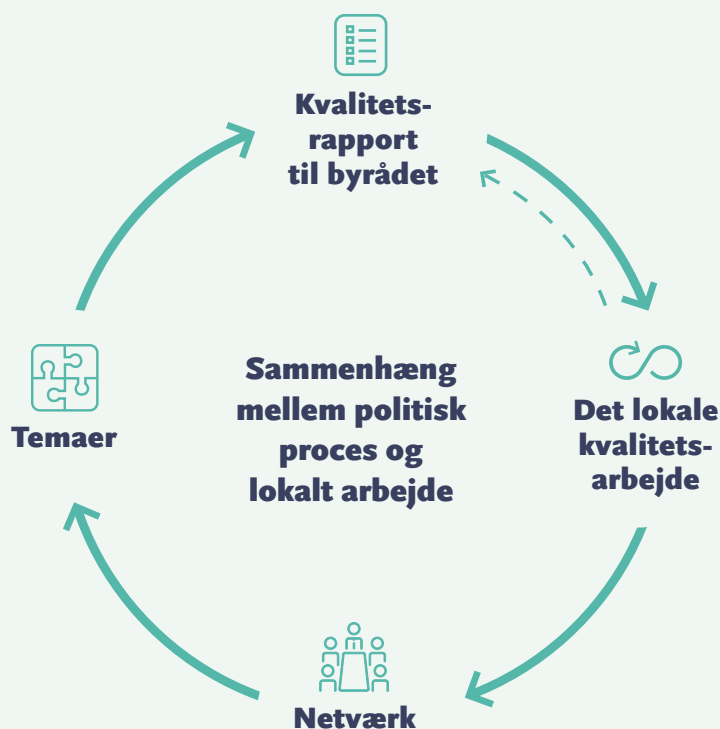 Kvalitets-
rapport
til byrådet
Sammenhæng
mellem politisk
proces og
lokalt arbejde
Det lokale
kvalitets-
arbejde
Temaer
Netværk